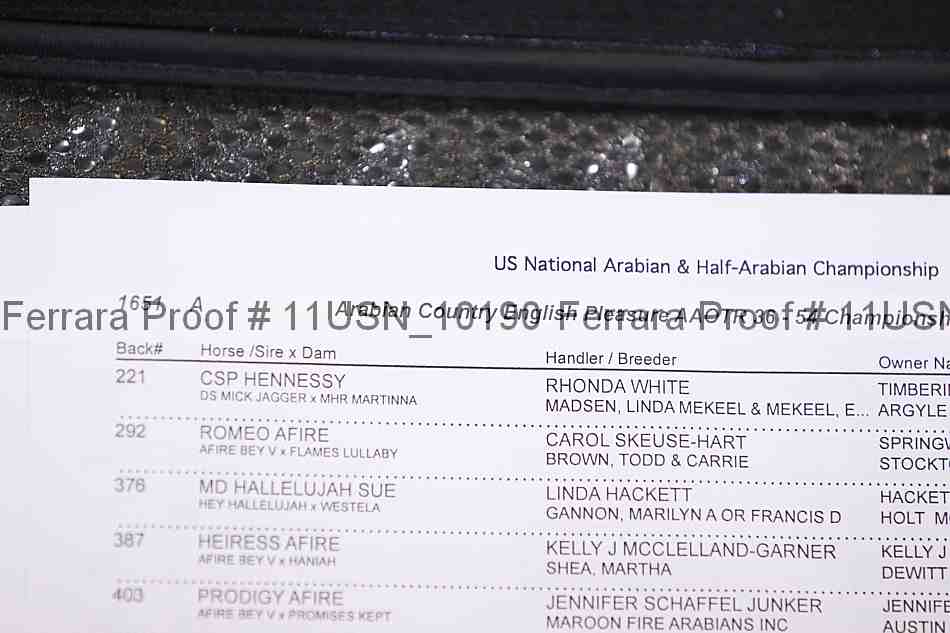 US National Arabian & Half-Arabian Championship
1651 A Arabian Country English Pleasure AAOTR 36 - 54 Championsh
Ferrara Proof # 11USN_10190 Ferrara Proof # 11USN
Back# Horse /Sire x Dam Handler / Breeder Owner Na
221 CSP HENNESSY RHONDA WHITE TIMBERI
DS MICK JAGGER x MHR MARTINNA MADSEN, LINDA MEKEEL & MEKEEL, E... ARGYLE
292 ROMEO AFIRE CAROL SKEUSE-HART SPRINGW
AFIRE BEY V x FLAMES LULLABY BROWN, TODD & CARRIE STOCKT
376 MD HALLELUJAH SUE LINDA HACKETT HACKET
HEY HALLELUJAH x WESTELA GANNON, MARILYN A OR FRANCIS D HOLT M
387 HEIRESS AFIRE KELLY J MCCLELLAND-GARNER KELLY J
AFIRE BEY V x HANIAH SHEA, MARTHA DEWITT
403 PRODIGY AFIRE JENNIFER SCHAFFEL JUNKER JENNIFE
AFIRE BEY V x PROMISES KEPT MAROON FIRE ARABIANS INC AUSTIN